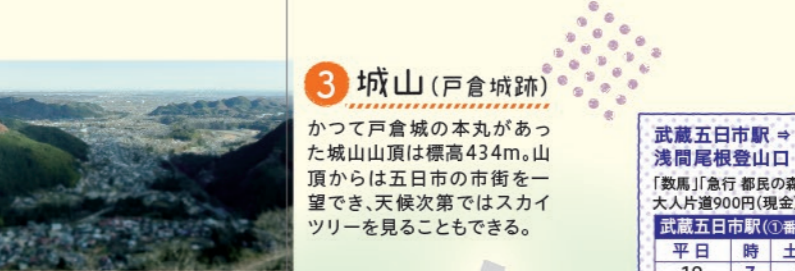 3 城山(戸倉城跡)
かつて戸倉城の本丸があっ
た城山山頂は標高434m。山
頂からは五日市の市街を一
望でき、天候次第ではスカイ
ツリーを見ることもできる。
武蔵五日市駅 ⇒
浅間尾根登山口
「数馬」「急行 都民の森
大人片道900円(現金)
武蔵五日市駅(①番
平日 時 土